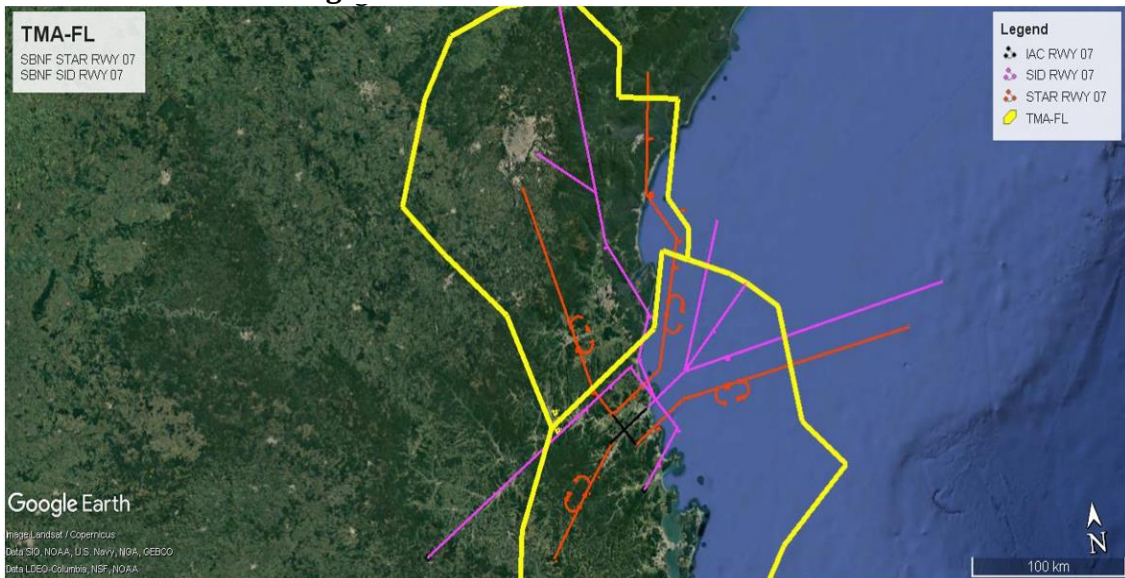 TMA-FL
SBNF STAR RWY 07
SBNF SID RWY 07
Legend
IAC RWY 07
SID RWY 07
STAR RWY 07
TMA-FL
Google Earth
Image Landsat / Copernicus
Data SIO, NOAA, U.S. Navy, NGA, GEBCO
Data LDEO-Columbia, NSF, NOAA
N
100 km